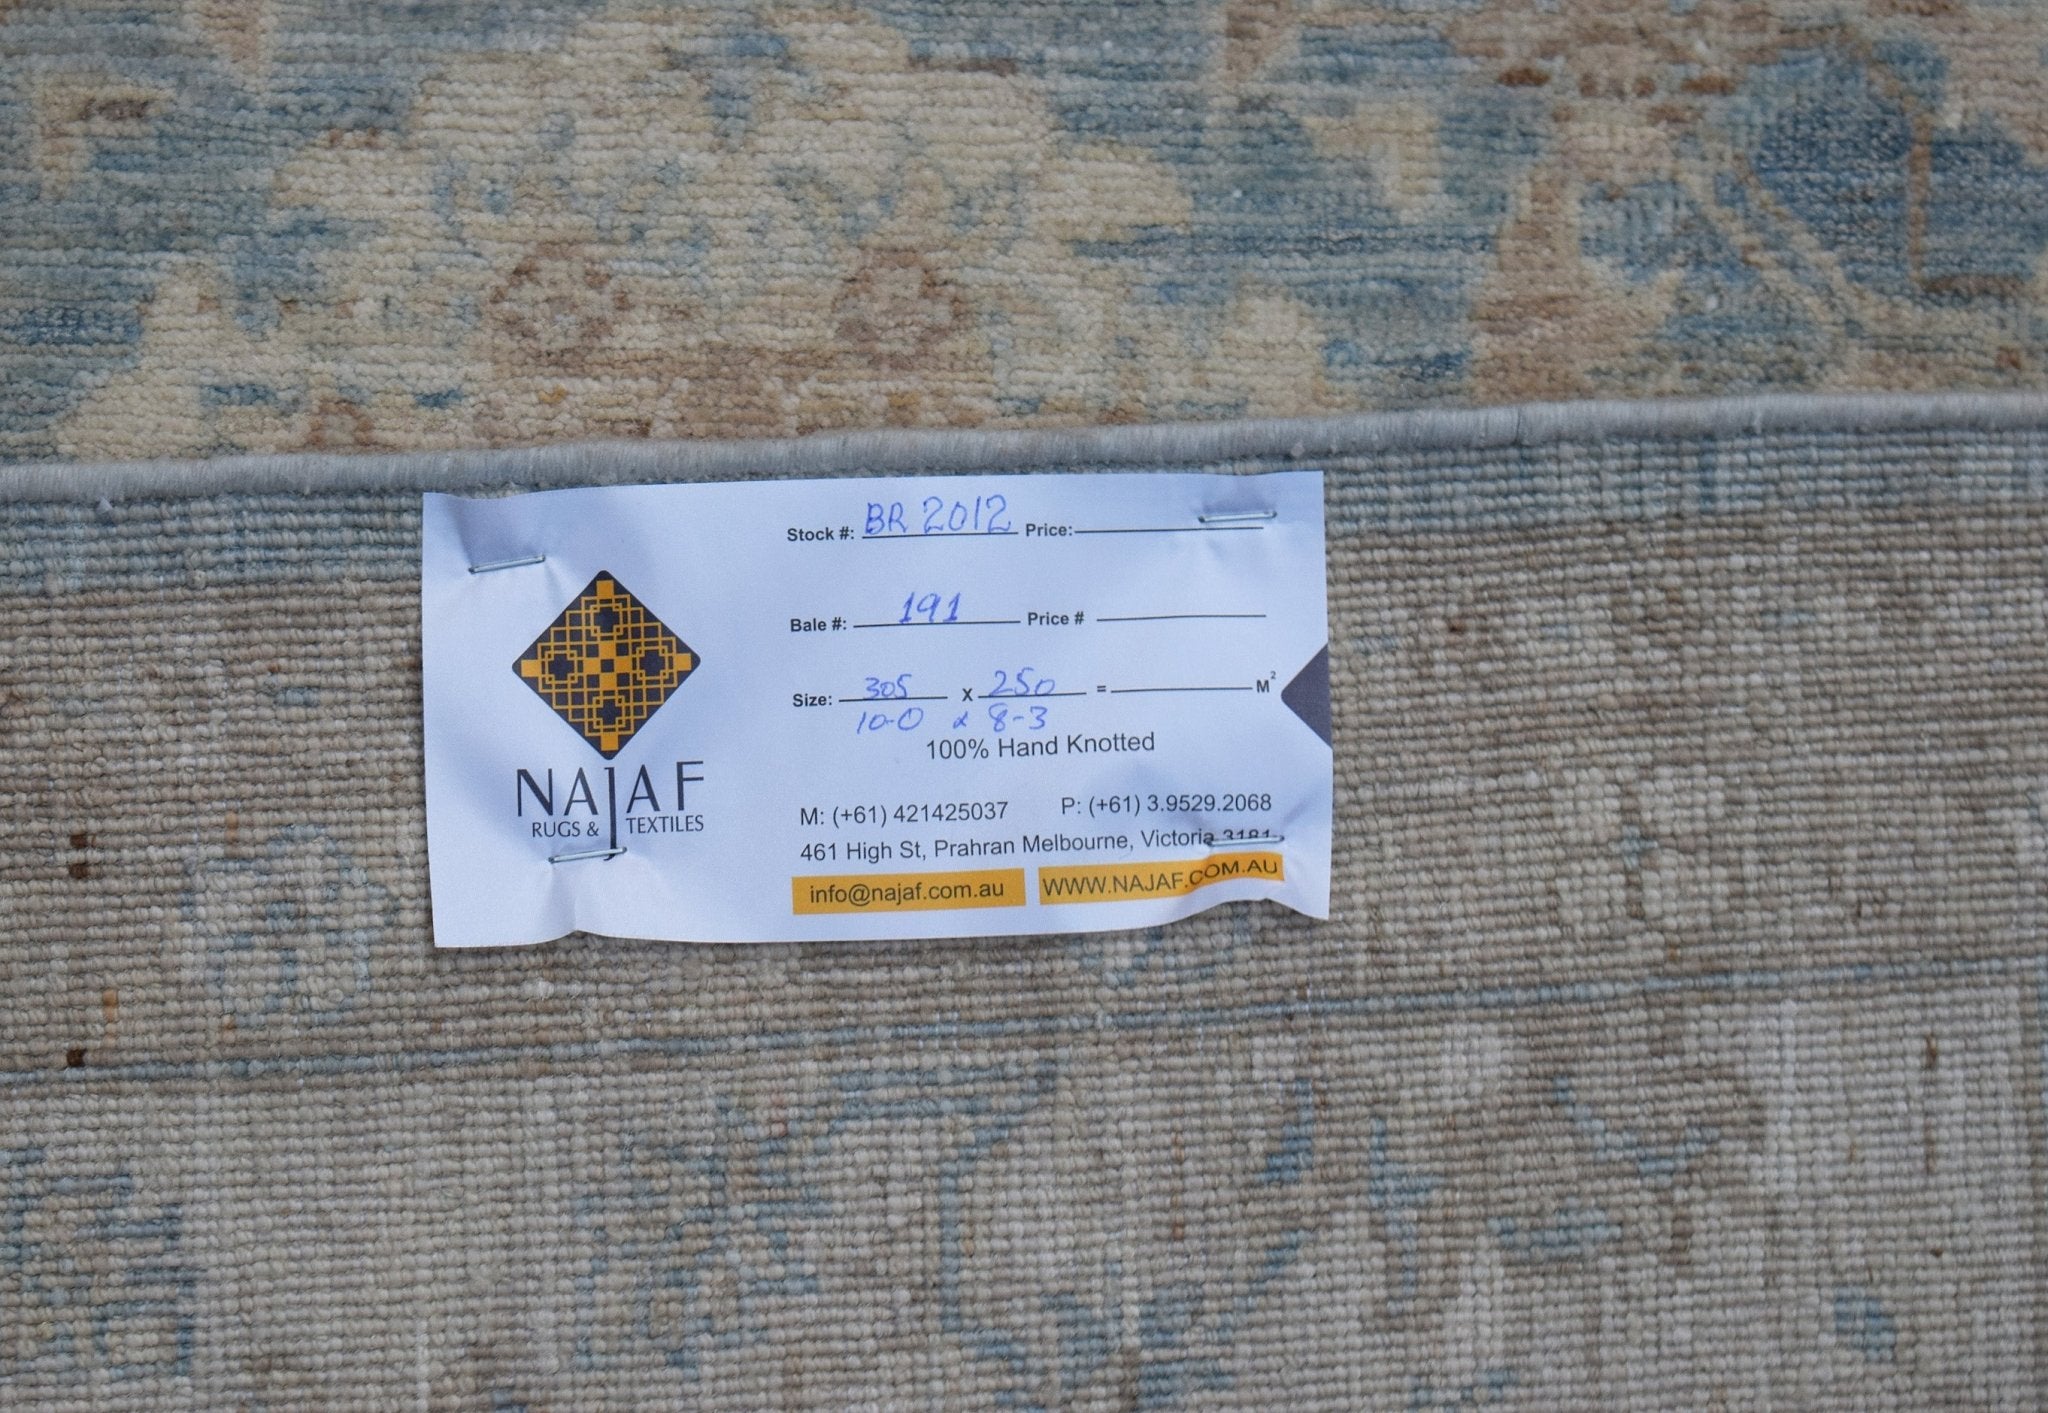 Stock #: BR 2012 Price:
Bale #: 191 Price #
Size: 305 x 250 = M²
10-0 x 8-3
100% Hand Knotted
NAJAF
RUGS & TEXTILES
M: (+61) 421425037 P: (+61) 3.9529.2068
461 High St, Prahran Melbourne, Victoria 3181
info@najaf.com.au WWW.NAJAF.COM.AU